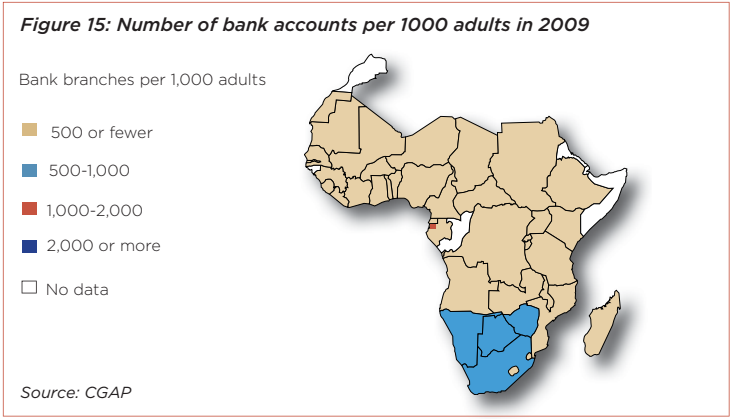 Figure 15: Number of bank accounts per 1000 adults in 2009
Bank branches per 1,000 adults
500 or fewer
500-1,000
1,000-2,000
2,000 or more
No data
Source: CGAP